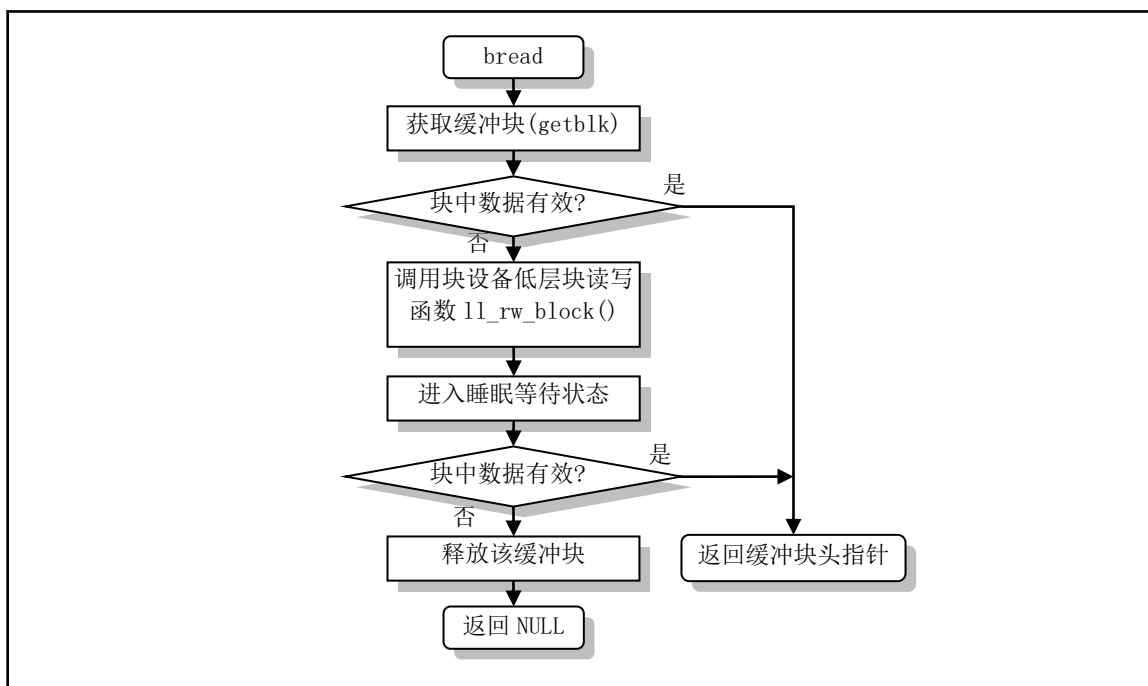 bread
获取缓冲块(getblk)
是
块中数据有效?
否
调用块设备低层块读写
函数 ll_rw_block()
进入睡眠等待状态
是
块中数据有效?
否
释放该缓冲块
返回缓冲块头指针
返回 NULL